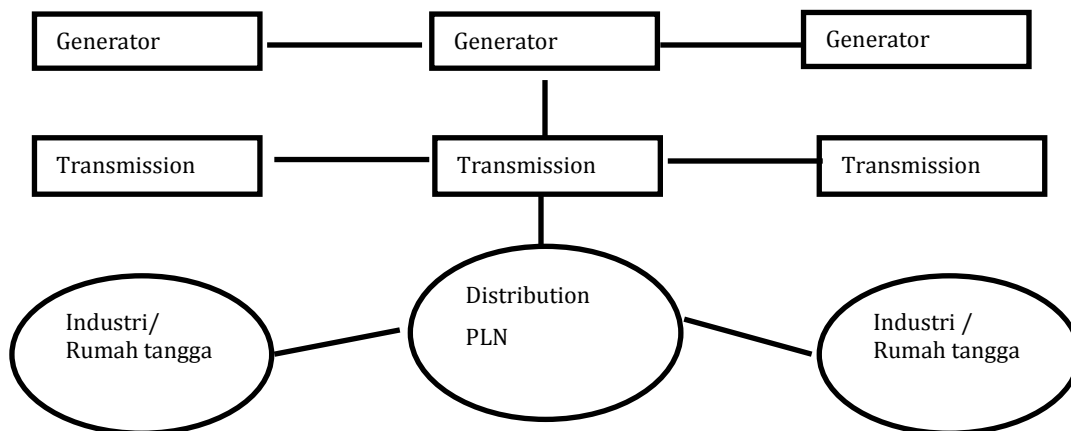 Generator
Generator
Generator
Transmission
Transmission
Transmission
Industri/
Rumah tangga
Distribution
PLN
Industri /
Rumah tangga